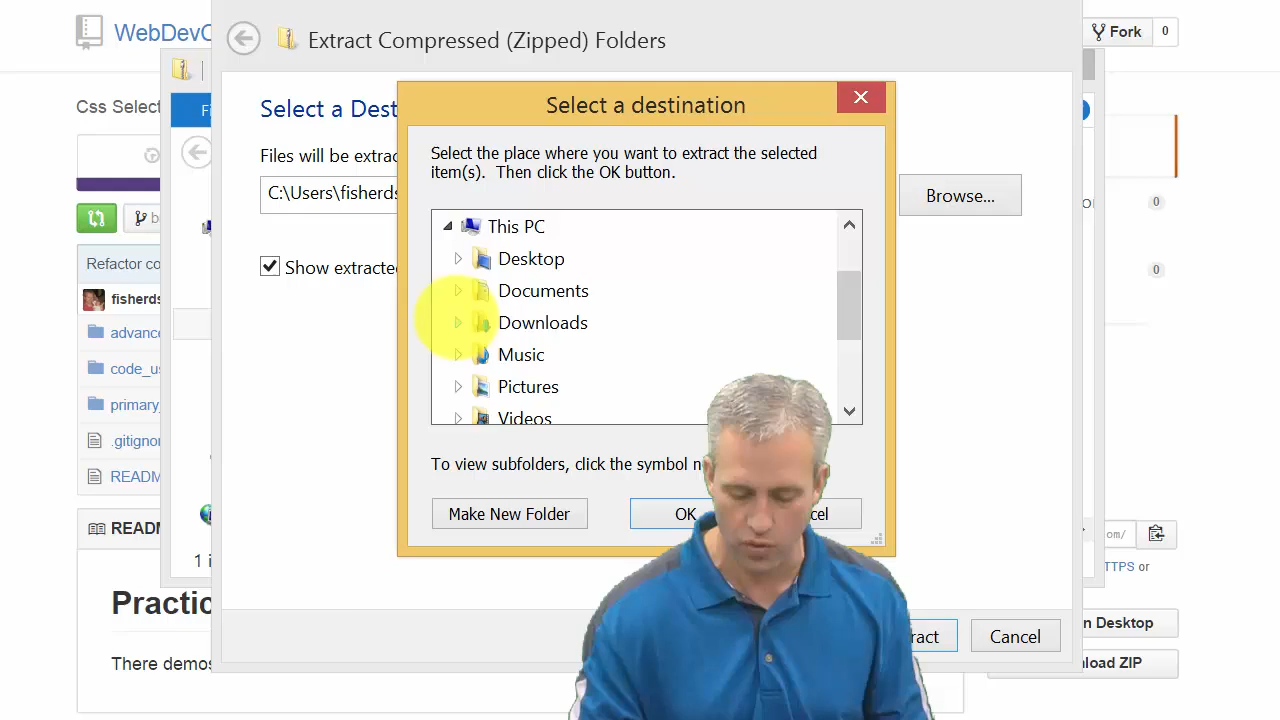 WebDevC
Fork
0
Extract Compressed (Zipped) Folders
Css Select
F
Select a Dest
Files will be extrac
C:\Users\fisherds
Browse...
Show extracte
Select a destination
Select the place where you want to extract the selected
item(s). Then click the OK button.
This PC
Desktop
Documents
Downloads
Music
Pictures
Videos
To view subfolders, click the symbol n
Make New Folder
OK
cel
0
0
Refactor co
fisherds
advance
code_us
primary_
.gitignor
READM
READM
1 i
Practic
There demos
om/
TTPS or
n Desktop
load ZIP
ract
Cancel